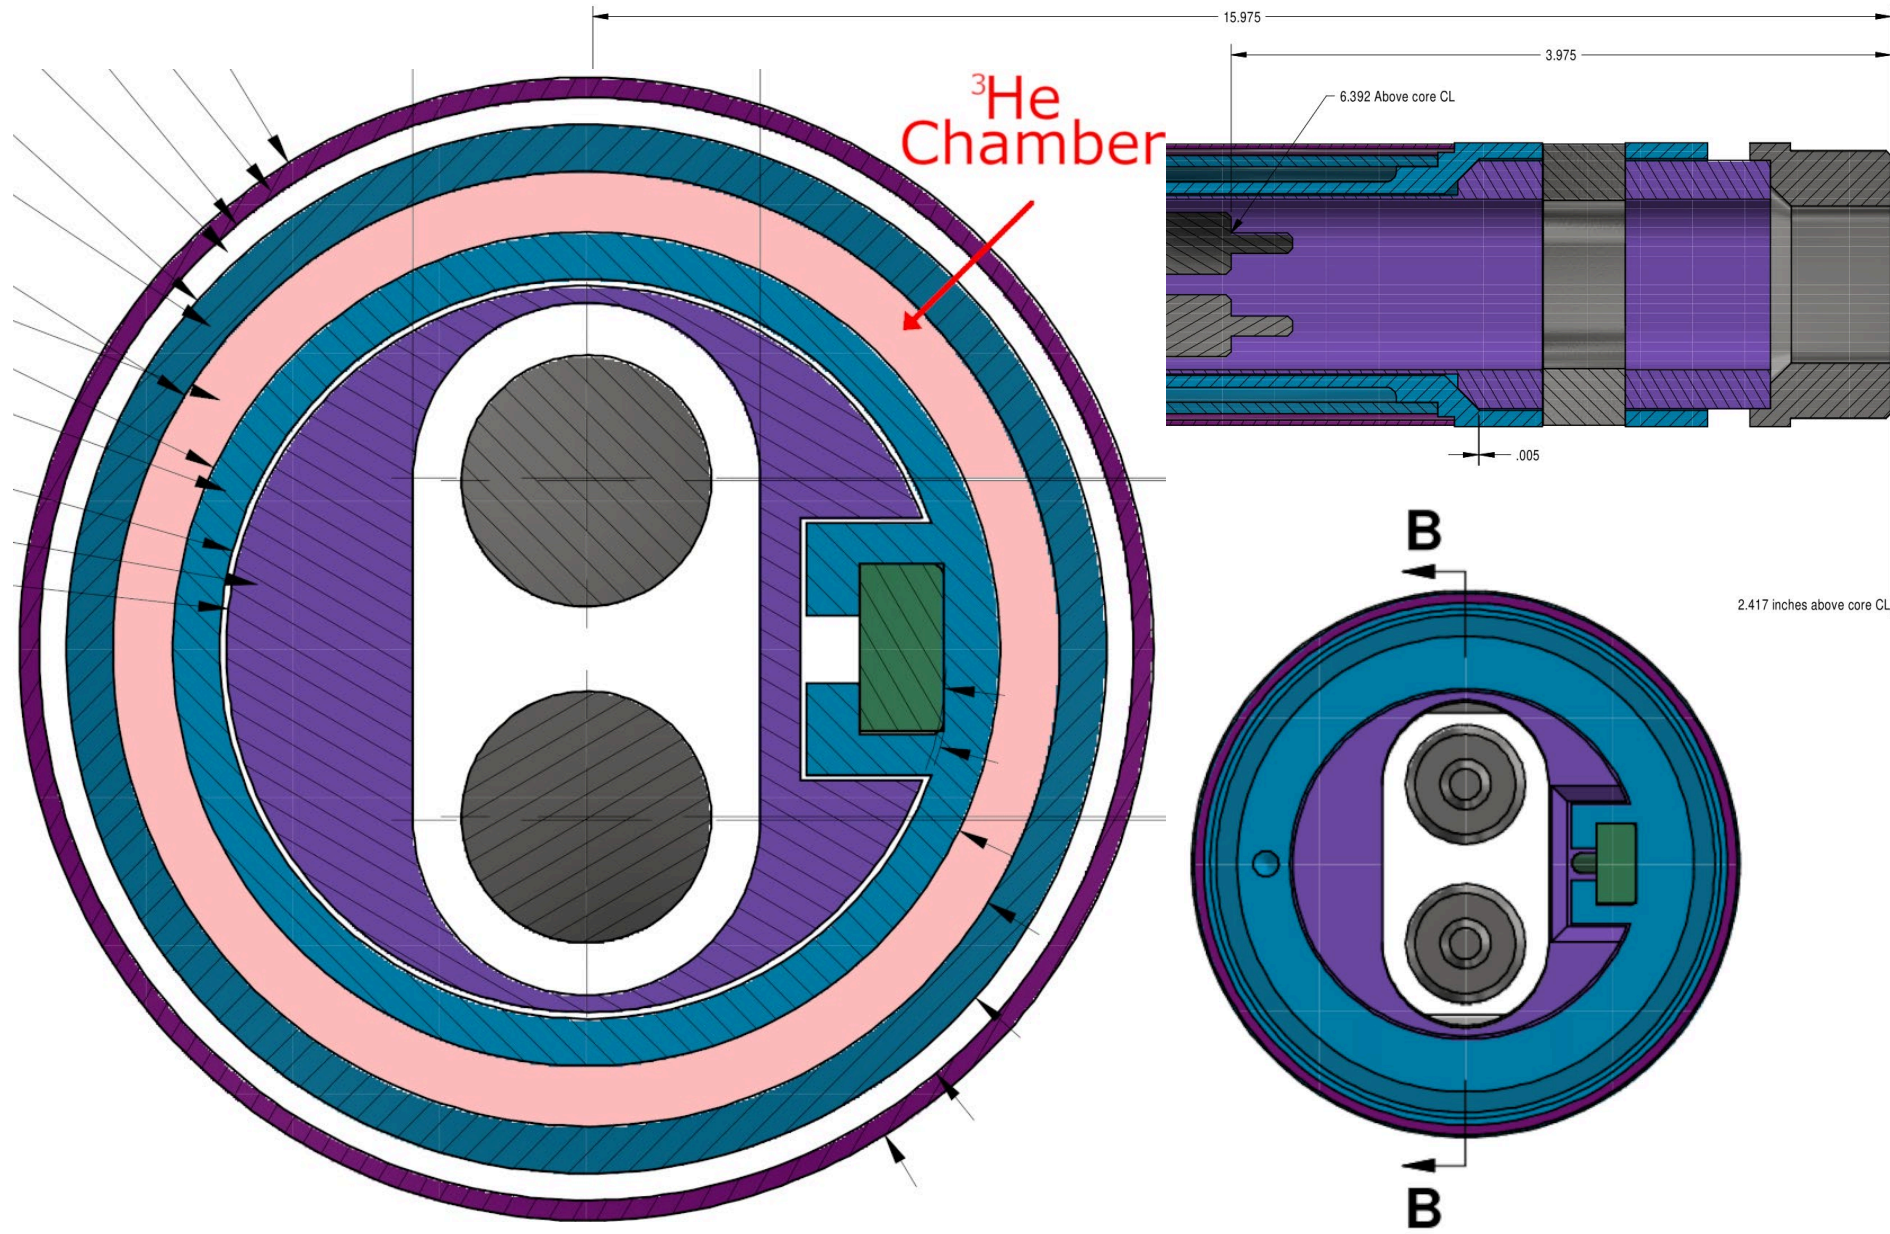 15.975
3.975
³He
Chamber
6.392 Above core CL
.005
B
2.417 inches above core CL
B